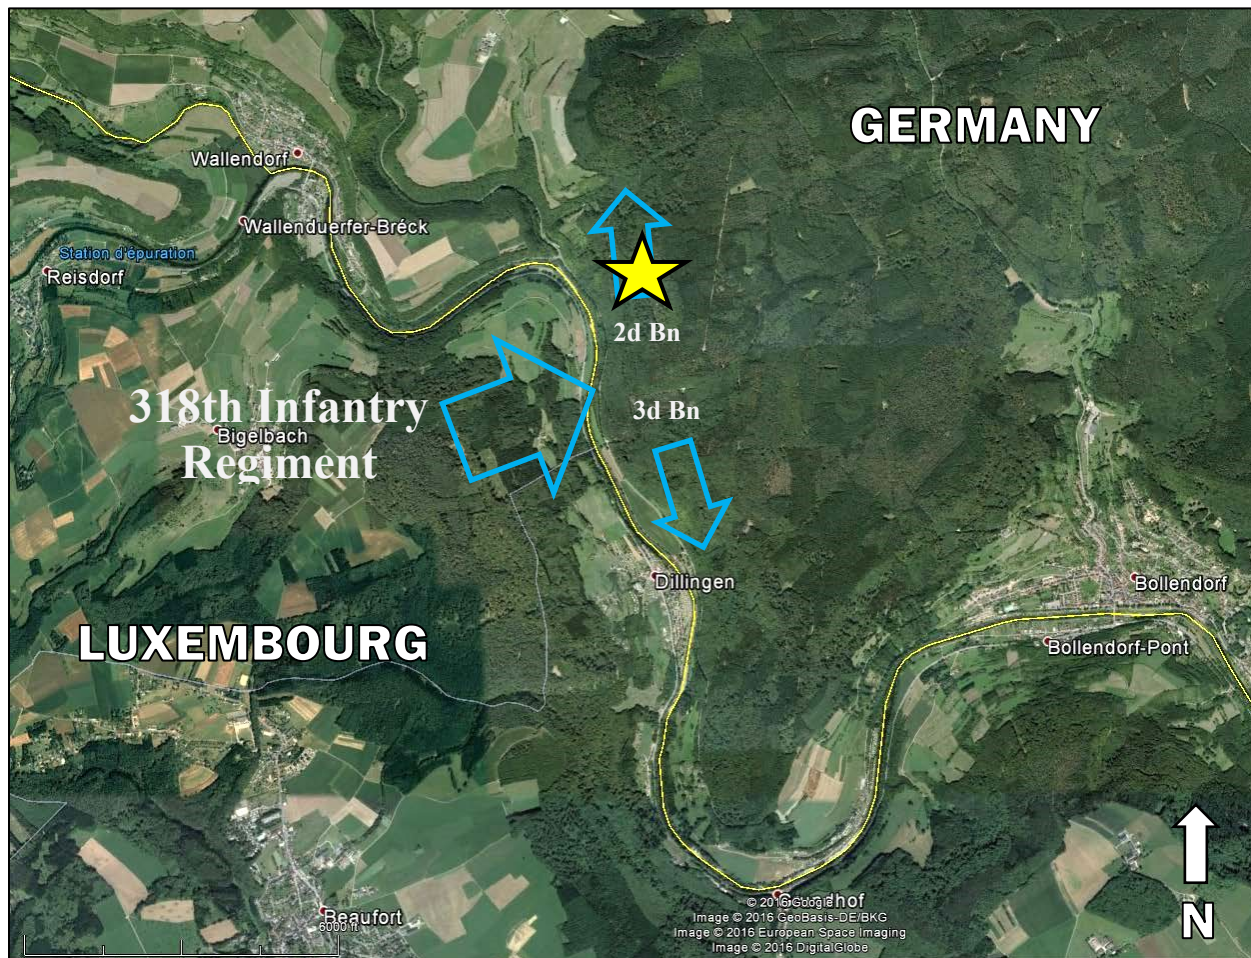 GERMANY
Wallendorf
Wallenduerfer-Bréck
Station d'épuration
Reisdorf
2d Bn
3d Bn
318th Infantry
Regiment
Bigelbach
Dillingen
Bollendorf
LUXEMBOURG
Bollendorf-Pont
© 2016 Google
Image © 2016 GeoBasis-DE/BKG
Image © 2016 European Space Imaging
Image © 2016 DigitalGlobe
Beaufort
6000 ft
N